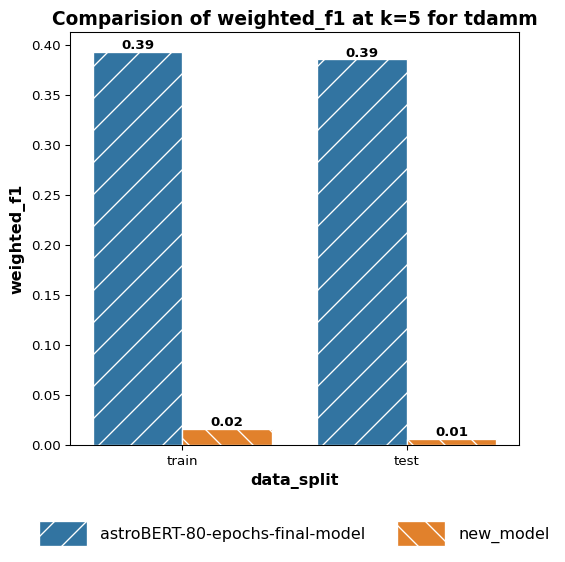 Comparision of weighted_f1 at k=5 for tdamm
weighted_f1
0.40
0.35
0.30
0.25
0.20
0.15
0.10
0.05
0.00
0.39
0.02
0.39
0.01
train
test
data_split
astroBERT-80-epochs-final-model
new_model